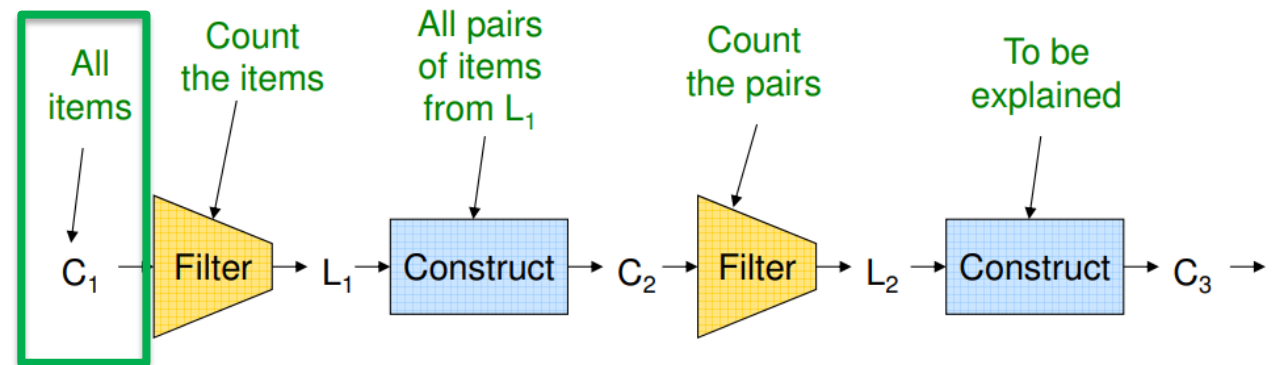 All
items
Count
the items
All pairs
of items
from L₁
Count
the pairs
To be
explained
C₁
Filter
L₁
Construct
C₂
Filter
L₂
Construct
C₃